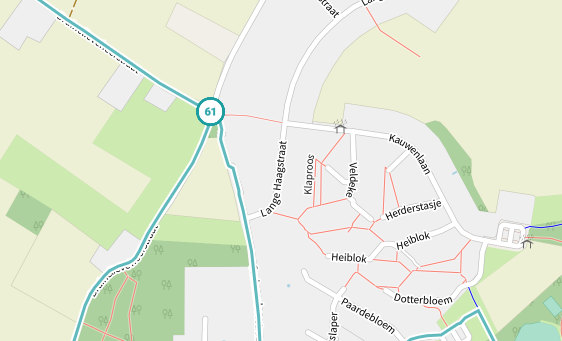 61
Kauwenlaan
Lange Haagstraat
Klaproos
Veldeke
Herderstasje
Heiblok
Heiblok
Dotterbloem
Paardebloem